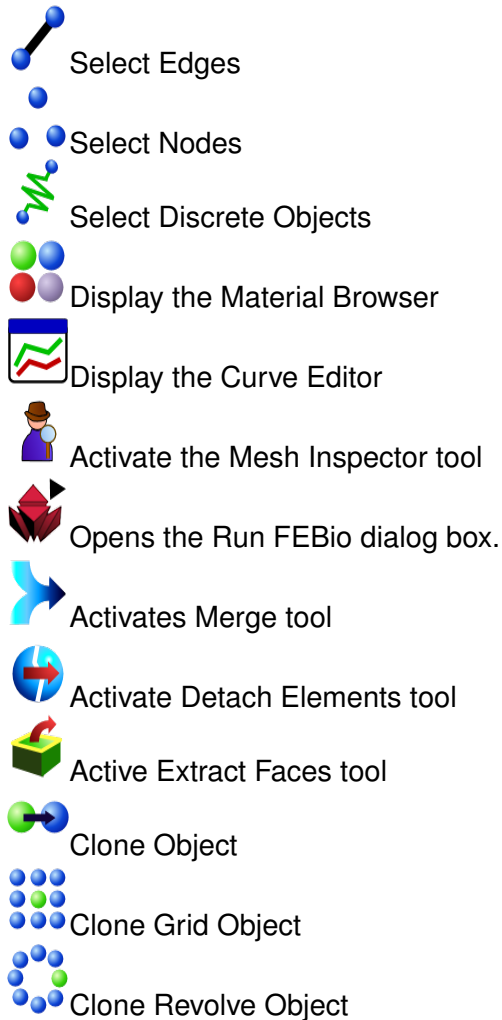 Select Edges
Select Nodes
Select Discrete Objects
Display the Material Browser
Display the Curve Editor
Activate the Mesh Inspector tool
Opens the Run FEBio dialog box.
Activates Merge tool
Activate Detach Elements tool
Active Extract Faces tool
Clone Object
Clone Grid Object
Clone Revolve Object